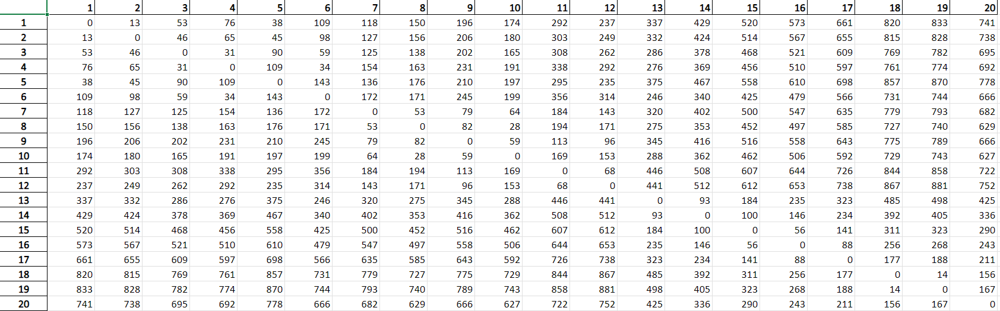 1 2 3 4 5 6 7 8 9 10 11 12 13 14 15 16 17 18 19 20
1 0 13 53 76 38 109 118 150 196 174 292 237 337 429 520 573 661 820 833 741
2 13 0 46 65 45 98 127 156 206 180 303 249 332 424 514 567 655 815 828 738
3 53 46 0 31 90 59 125 138 202 165 308 262 286 378 468 521 609 769 782 695
4 76 65 31 0 109 34 154 163 231 191 338 292 276 369 456 510 597 761 774 692
5 38 45 90 109 0 143 136 176 210 197 295 235 375 467 558 610 698 857 870 778
6 109 98 59 34 143 0 172 171 245 199 356 314 246 340 425 479 566 731 744 666
7 118 127 125 154 136 172 0 53 79 64 184 143 320 402 500 547 635 779 793 682
8 150 156 138 163 176 171 53 0 82 28 194 171 275 353 452 497 585 727 740 629
9 196 206 202 231 210 245 79 82 0 59 113 96 345 416 516 558 643 775 789 666
10 174 180 165 191 197 199 64 28 59 0 169 153 288 362 462 506 592 729 743 627
11 292 303 308 338 295 356 184 194 113 169 0 68 446 508 607 644 726 844 858 722
12 237 249 262 292 235 314 143 171 96 153 68 0 441 512 612 653 738 867 881 752
13 337 332 286 276 375 246 320 275 345 288 446 441 0 93 184 235 323 485 498 425
14 429 424 378 369 467 340 402 353 416 362 508 512 93 0 100 146 234 392 405 336
15 520 514 468 456 558 425 500 452 516 462 607 612 184 100 0 56 141 311 323 290
16 573 567 521 510 610 479 547 497 558 506 644 653 235 146 56 0 88 256 268 243
17 661 655 609 597 698 566 635 585 643 592 726 738 323 234 141 88 0 177 188 211
18 820 815 769 761 857 731 779 727 775 729 844 867 485 392 311 256 177 0 14 156
19 833 828 782 774 870 744 793 740 789 743 858 881 498 405 323 268 188 14 0 167
20 741 738 695 692 778 666 682 629 666 627 722 752 425 336 290 243 211 156 167 0